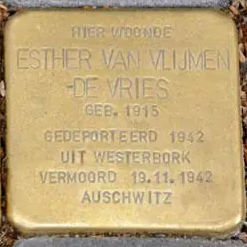 HIER WOONDE
ESTHER VAN VLIJMEN
-DE VRIES
GEB. 1915
GEDEPORTEERD 1942
UIT WESTERBORK
VERMOORD 19.11.1942
AUSCHWITZ